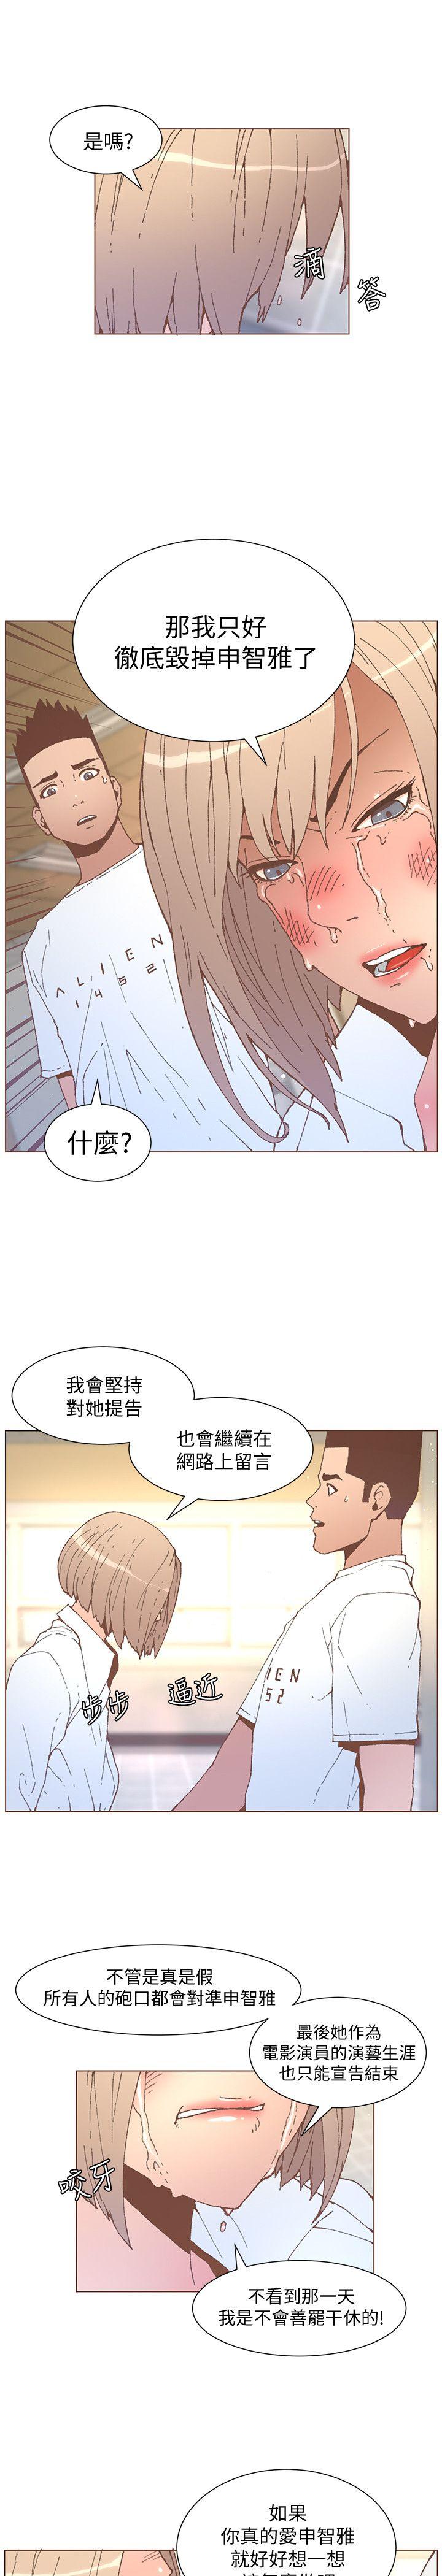 是嗎?
滴
答
那我只好
徹底毀掉申智雅了
ALIEN
1452
什麼?
我會堅持
對她提告
也會繼續在
網路上留言
步步
逼近
LIEN
52
不管是真是假
所有人的砲口都會對準申智雅
最後她作為
電影演員的演藝生涯
也只能宣告結束
咬牙
不看到那一天
我是不會善罷干休的!
如果
你真的愛申智雅
就好好想一想